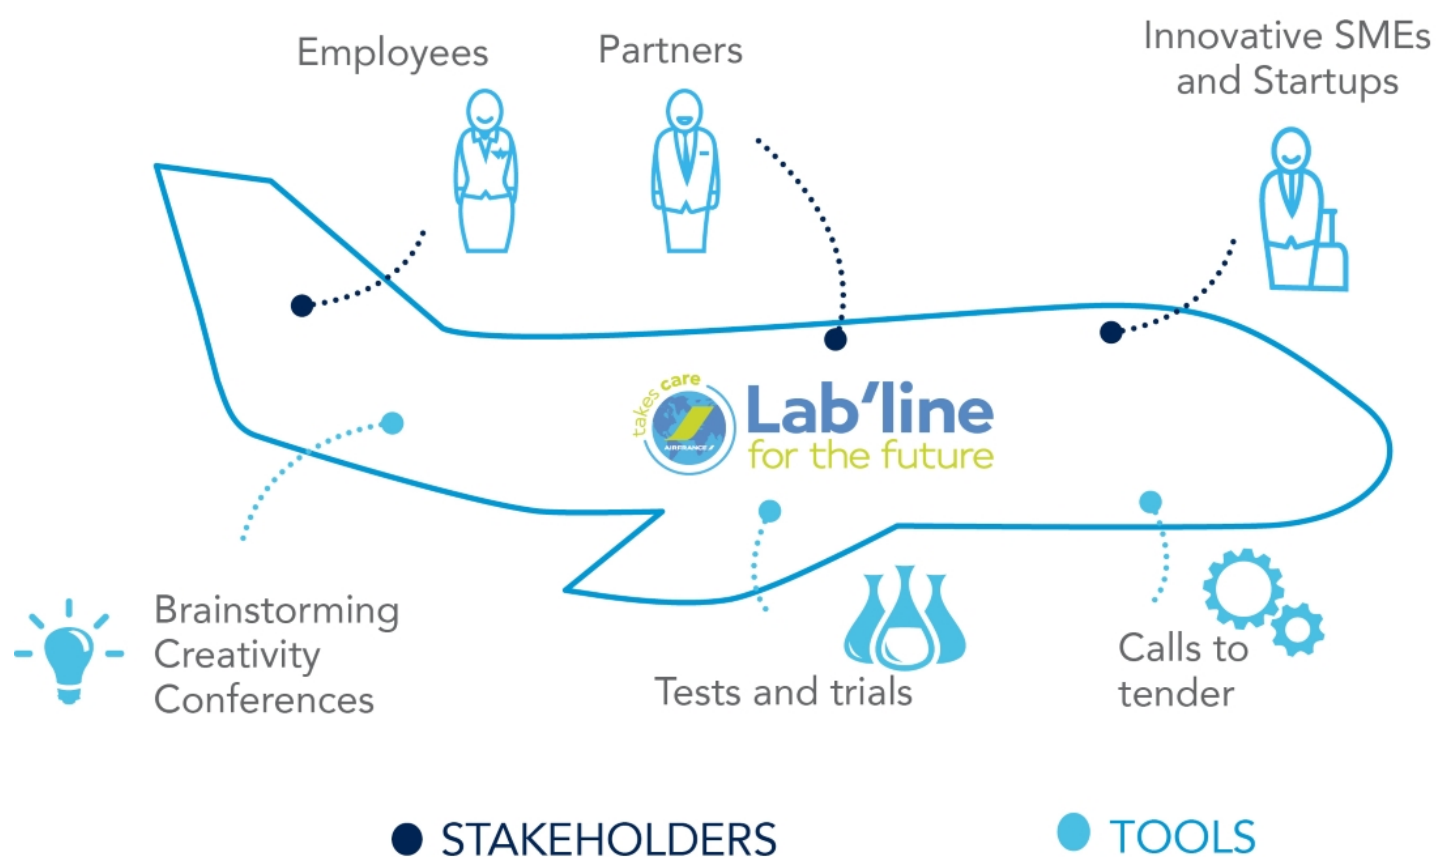 Employees
Partners
Innovative SMEs
and Startups
takes care
AIRFRANCE
Lab'line
for the future
Brainstorming
Creativity
Conferences
Tests and trials
Calls to
tender
STAKEHOLDERS
TOOLS